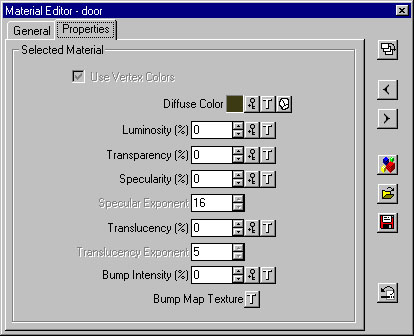 Material Editor - door
General Properties
Selected Material
Use Vertex Colors
Diffuse Color T
Luminosity (%) 0 T
Transparency (%) 0 T
Specularity (%) 0 T
Specular Exponent 16
Translucency (%) 0 T
Translucency Exponent 5
Bump Intensity (%) 0 T
Bump Map Texture T